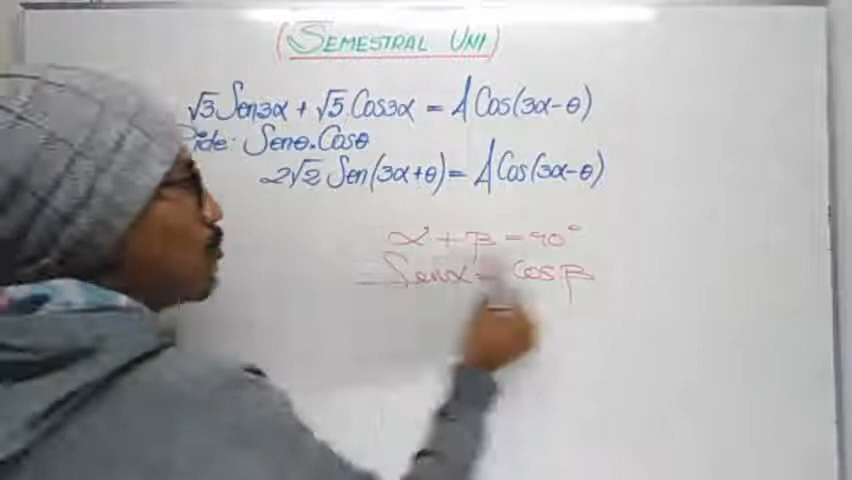 (SEMESTRAL UNI)
√3 Sen3α + √5 Cos3α = A Cos(3α-θ)
Pide: Senθ.Cosθ
2√2 Sen(3α+θ) = A Cos(3α-θ)
α + β = 90°
Senα = Cosβ